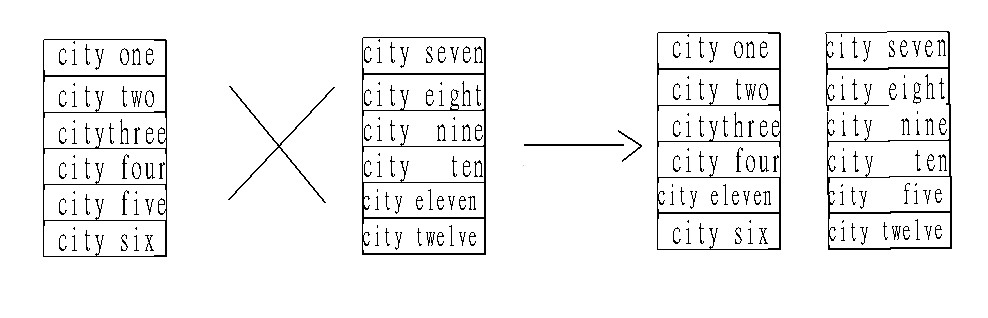 city one
city two
citythree
city four
city five
city six
city seven
city eight
city nine
city ten
city eleven
city twelve
city one
city two
citythree
city four
city eleven
city six
city seven
city eight
city nine
city ten
city five
city twelve